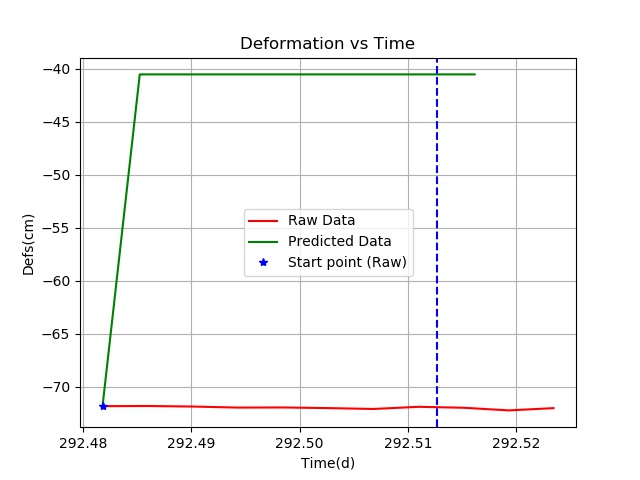 Deformation vs Time
Defs(cm)
−40
−45
−50
−55
−60
−65
−70
Raw Data
Predicted Data
Start point (Raw)
292.48 292.49 292.50 292.51 292.52
Time(d)